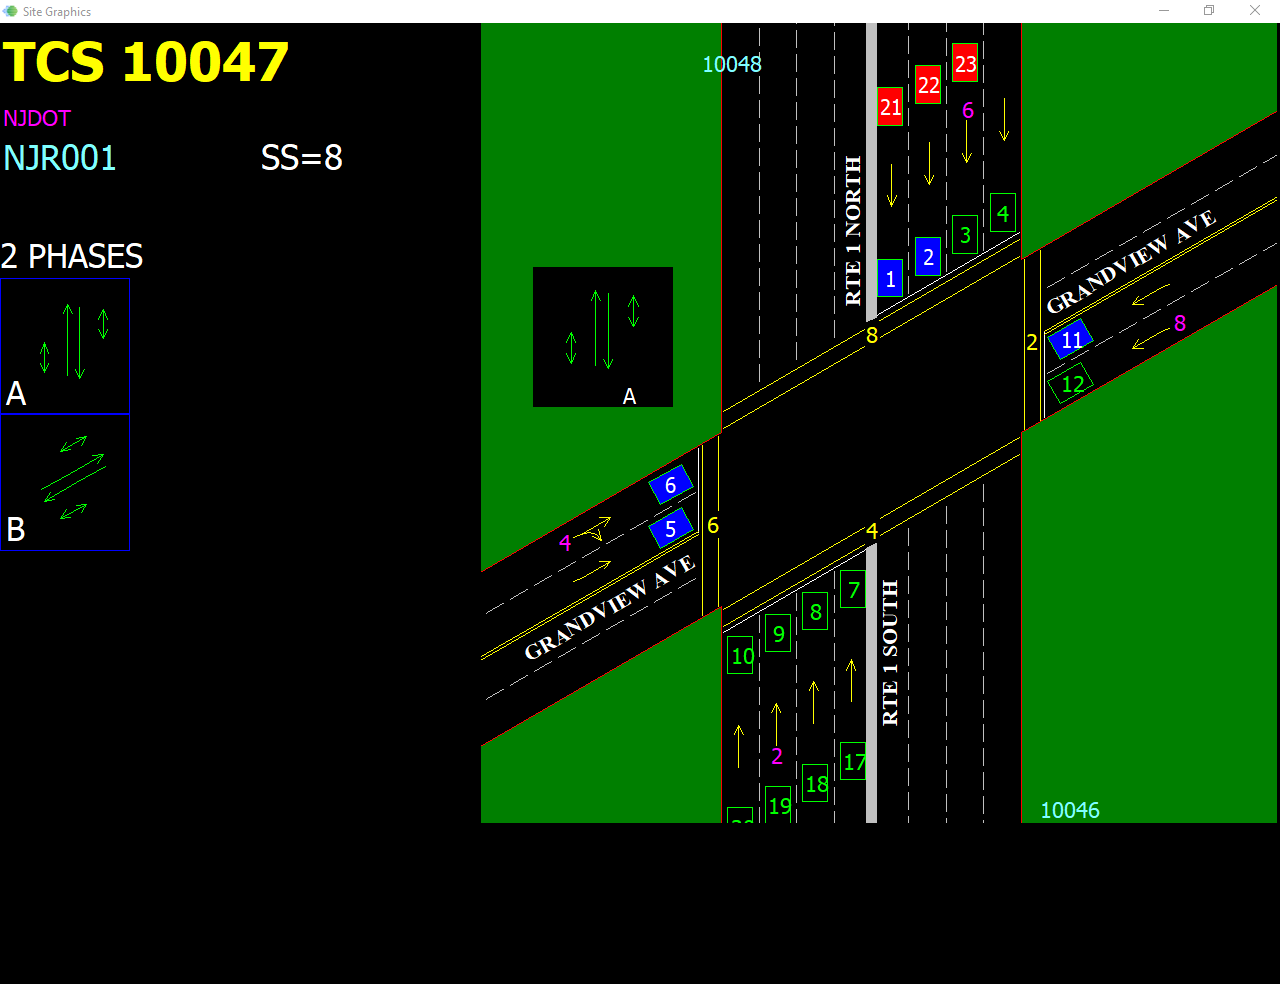 Site Graphics
TCS 10047
NJDOT
NJR001 SS=8
2 PHASES
A
B
A
10048
10046
RTE 1 NORTH
RTE 1 SOUTH
GRANDVIEW AVE
GRANDVIEW AVE
21 22 23
6
1 2 3 4
8
2
8
11
12
6
5
4
6
4
7
8
9
10
2
17
18
19